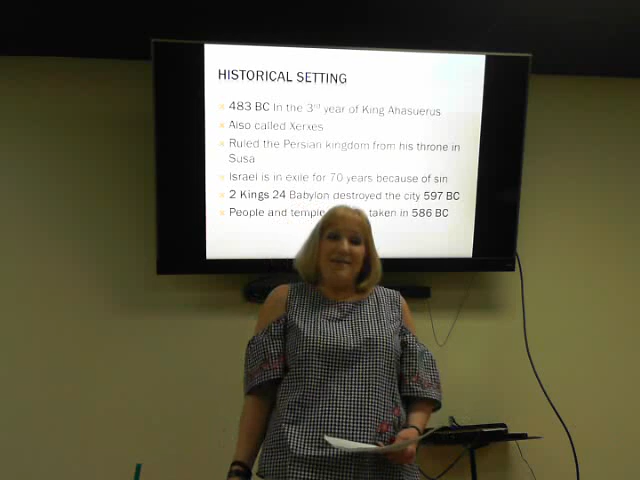 HISTORICAL SETTING
483 BC In the 3rd year of King Ahasuerus
Also called Xerxes
Ruled the Persian kingdom from his throne in
Susa
Israel is in exile for 70 years because of sin
2 Kings 24 Babylon destroyed the city 597 BC
People and temple taken in 586 BC